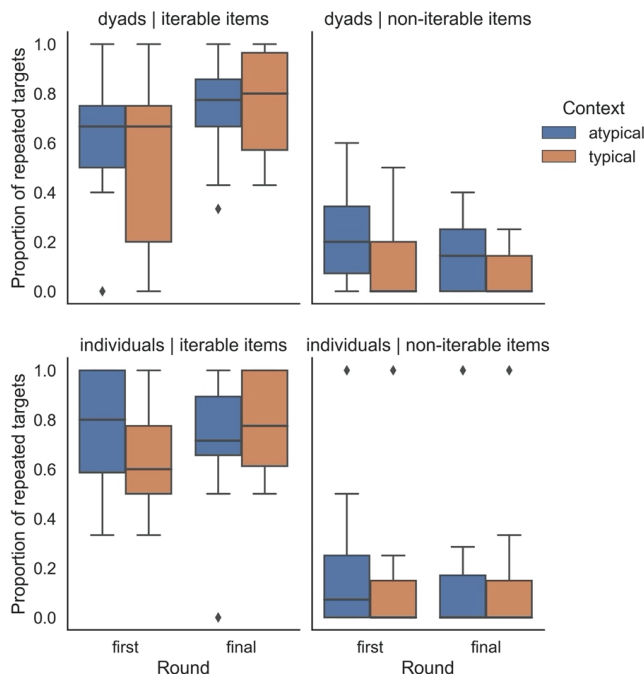 dyads | iterable items
dyads | non-iterable items
Proportion of repeated targets
1.0
0.8
0.6
0.4
0.2
0.0
Context
atypical
typical
individuals | iterable items
individuals | non-iterable items
Proportion of repeated targets
1.0
0.8
0.6
0.4
0.2
0.0
first
final
first
final
Round
Round